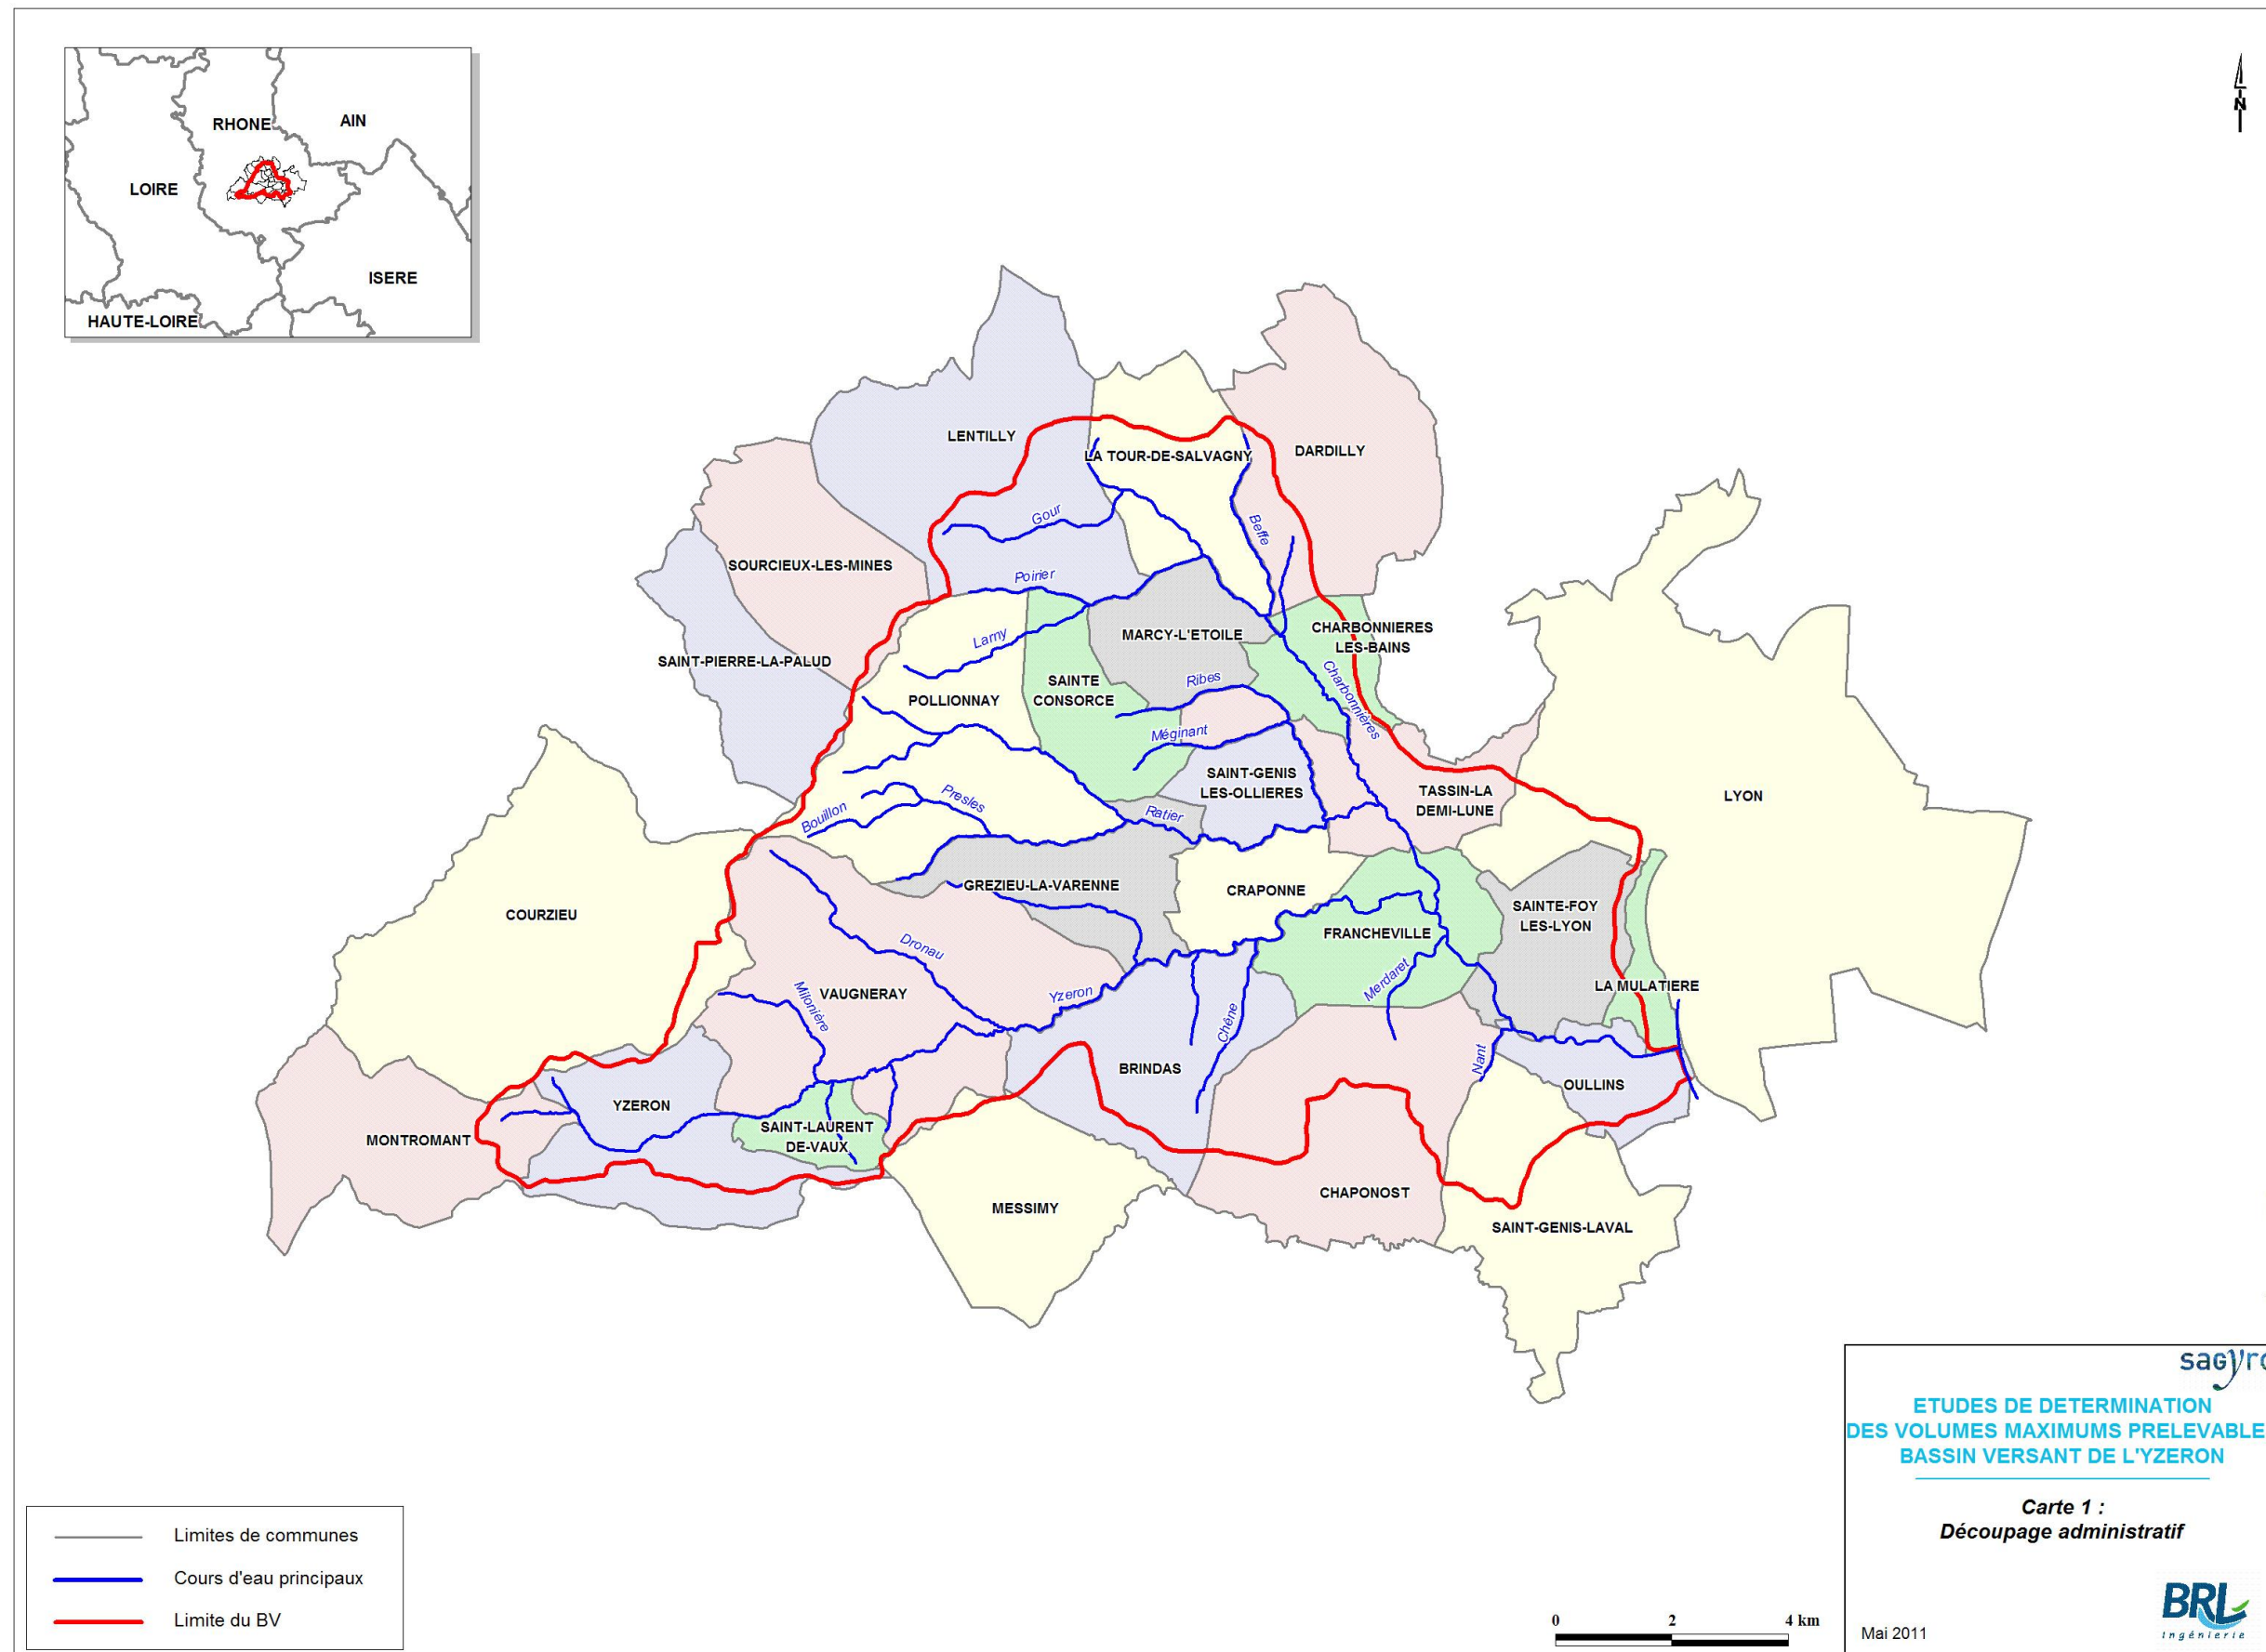 RHONE
AIN
LOIRE
ISERE
HAUTE-LOIRE
N
LENTILLY
LA TOUR-DE-SALVAGNY
DARDILLY
Gour
Beffe
SOURCIEUX-LES-MINES
Poirier
MARCY-L'ETOILE
CHARBONNIERES
LES-BAINS
Larny
SAINT-PIERRE-LA-PALUD
SAINTE
CONSORCE
Ribes
Charbonnières
POLLIONNAY
Méginant
SAINT-GENIS
LES-OLLIERES
TASSIN-LA
DEMI-LUNE
LYON
Presles
Bouillon
Ratier
GREZIEU-LA-VARENNE
CRAPONNE
COURZIEU
SAINTE-FOY
LES-LYON
FRANCHEVILLE
Dronau
Merdaret
LA MULATIERE
VAUGNERAY
Milonière
Yzeron
Chêne
BRINDAS
Nant
OULLINS
YZERON
SAINT-LAURENT
DE-VAUX
MONTROMANT
CHAPONOST
MESSIMY
SAINT-GENIS-LAVAL
sagyrc
ETUDES DE DETERMINATION
DES VOLUMES MAXIMUMS PRELEVABLE
BASSIN VERSANT DE L'YZERON
Carte 1 :
Découpage administratif
BRL
Ingénierie
Mai 2011
Limites de communes
Cours d'eau principaux
Limite du BV
0 2 4 km